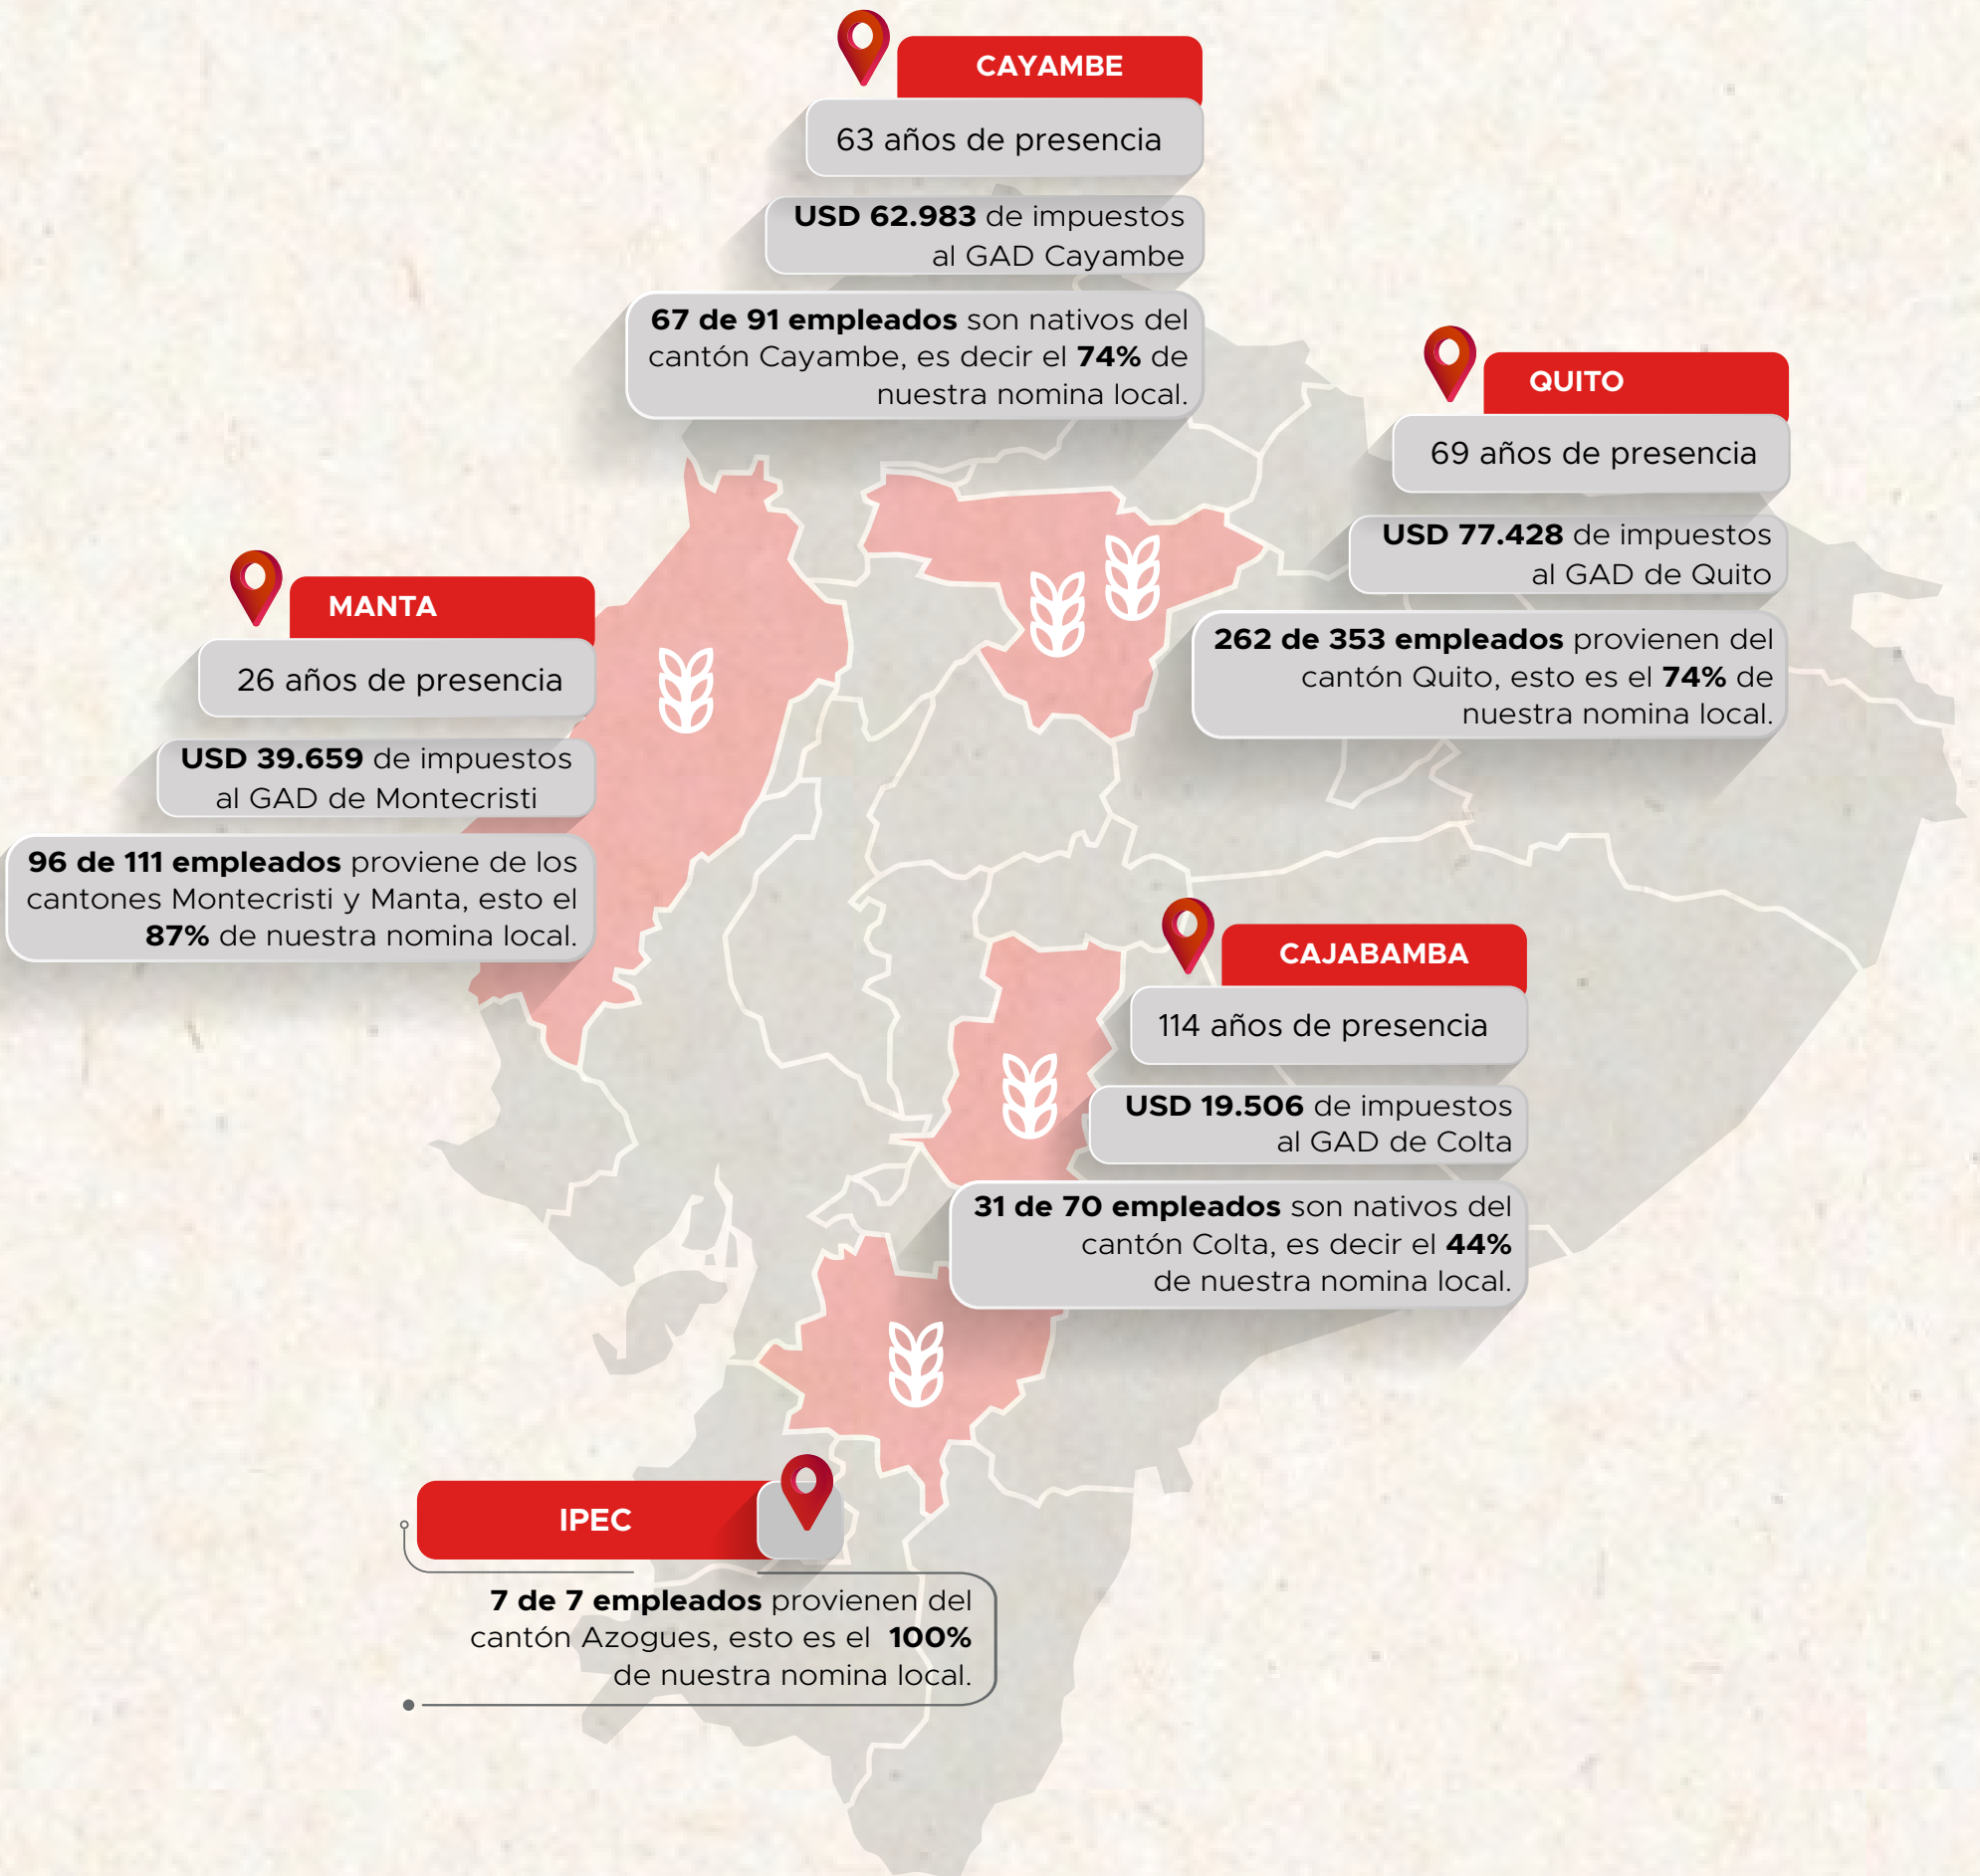 CAYAMBE
63 años de presencia
USD 62.983 de impuestos
al GAD Cayambe
67 de 91 empleados son nativos del
cantón Cayambe, es decir el 74% de
nuestra nomina local.
QUITO
69 años de presencia
USD 77.428 de impuestos
al GAD de Quito
262 de 353 empleados provienen del
cantón Quito, esto es el 74% de
nuestra nomina local.
MANTA
26 años de presencia
USD 39.659 de impuestos
al GAD de Montecristi
96 de 111 empleados proviene de los
cantones Montecristi y Manta, esto el
87% de nuestra nomina local.
CAJABAMBA
114 años de presencia
USD 19.506 de impuestos
al GAD de Colta
31 de 70 empleados son nativos del
cantón Colta, es decir el 44%
de nuestra nomina local.
IPEC
7 de 7 empleados provienen del
cantón Azogues, esto es el 100%
de nuestra nomina local.